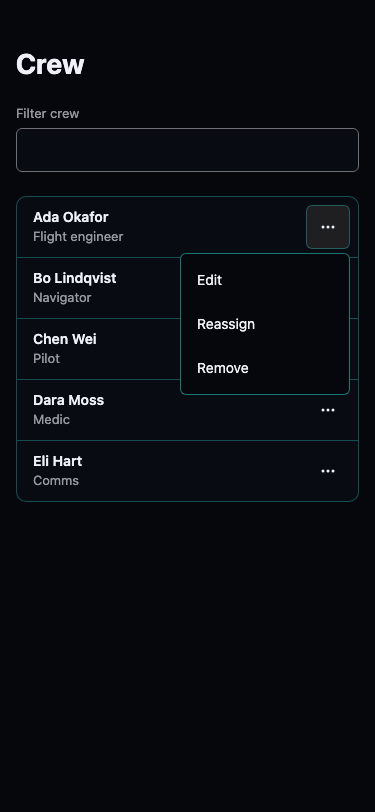 Crew
Filter crew
Ada Okafor
Flight engineer
Bo Lindqvist
Navigator
Edit
Chen Wei
Pilot
Reassign
Remove
Dara Moss
Medic
Eli Hart
Comms